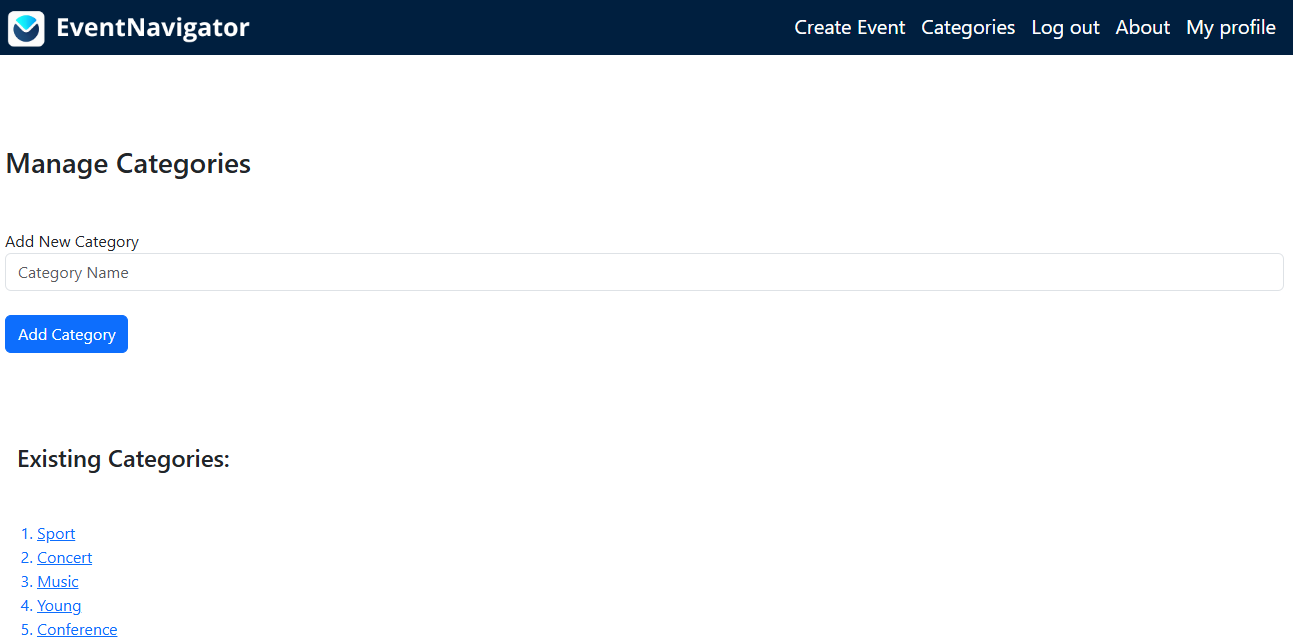 EventNavigator
Create Event Categories Log out About My profile
Manage Categories
Add New Category
Category Name
Add Category
Existing Categories:
1. Sport
2. Concert
3. Music
4. Young
5. Conference